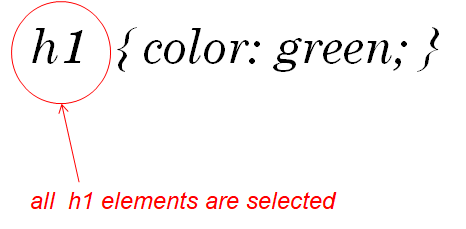 h1 { color: green; }
all h1 elements are selected